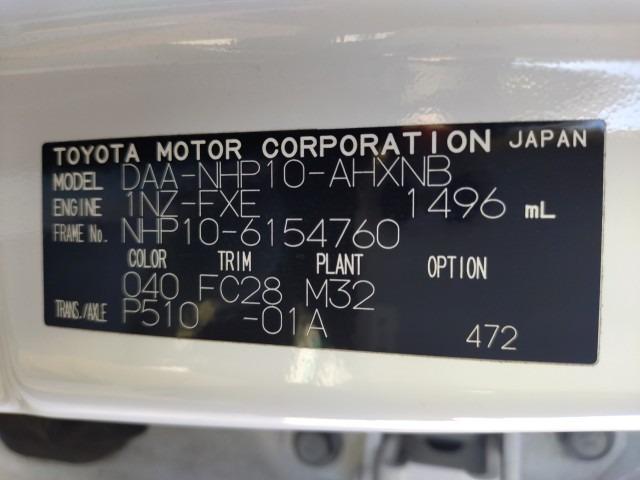 TOYOTA MOTOR CORPORATION JAPAN
MODEL DAA-NHP10-AHXNB
ENGINE 1NZ-FXE 1496 mL
FRAME No. NHP10-6154760
COLOR TRIM PLANT OPTION
040 FC28 M32
TRANS./AXLE P510 -01A
472